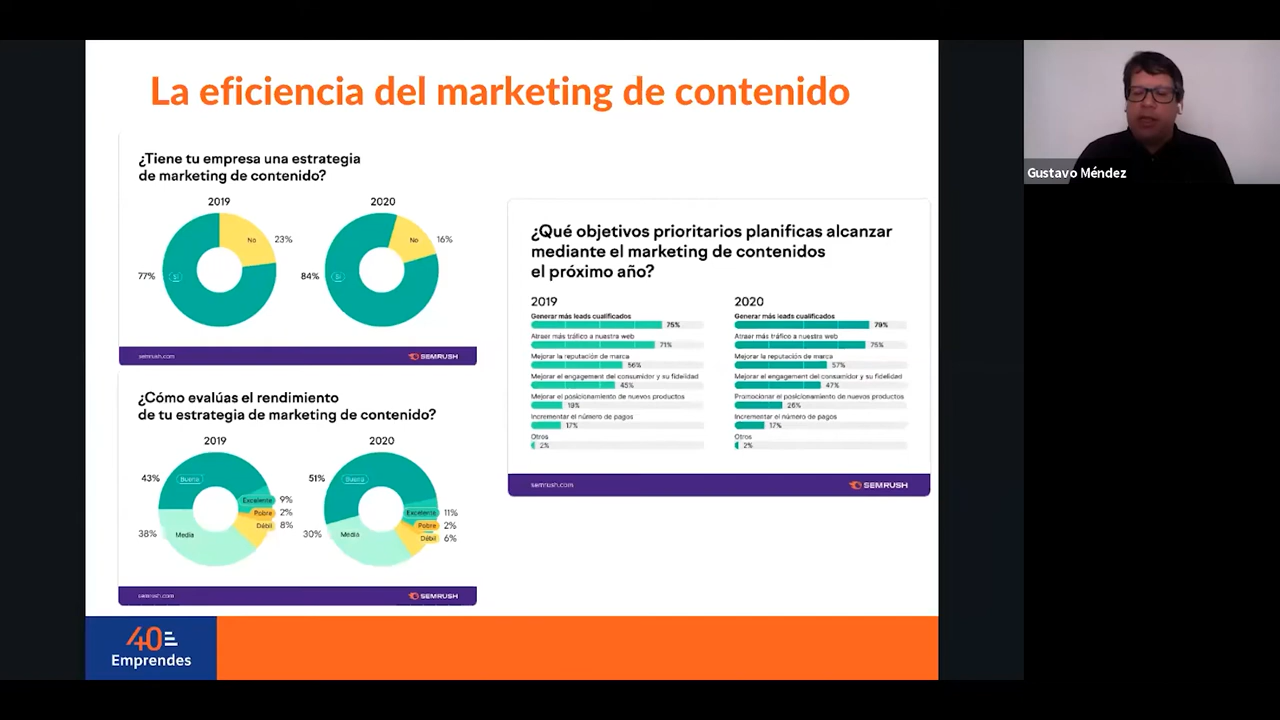 La eficiencia del marketing de contenido
¿Tiene tu empresa una estrategia
de marketing de contenido?
2019
2020
No
23%
77%
Sí
No
16%
84%
Sí
semrush.com
SEMRUSH
¿Cómo evalúas el rendimiento
de tu estrategia de marketing de contenido?
2019
2020
43%
Buena
Excelente
9%
Pobre
2%
Débil
8%
38%
Media
51%
Buena
Excelente
11%
Pobre
2%
Débil
6%
30%
Media
semrush.com
SEMRUSH
¿Qué objetivos prioritarios planificas alcanzar
mediante el marketing de contenidos
el próximo año?
2019
Generar más leads cualificados
75%
Atraer más tráfico a nuestra web
71%
Mejorar la reputación de marca
56%
Mejorar el engagement del consumidor y su fidelidad
45%
Mejorar el posicionamiento de nuevos productos
19%
Incrementar el número de pagos
17%
Otros
2%
2020
Generar más leads cualificados
79%
Atraer más tráfico a nuestra web
75%
Mejorar la reputación de marca
57%
Mejorar el engagement del consumidor y su fidelidad
47%
Promocionar el posicionamiento de nuevos productos
26%
Incrementar el número de pagos
17%
Otros
2%
semrush.com
SEMRUSH
40
Emprendes
Gustavo Méndez